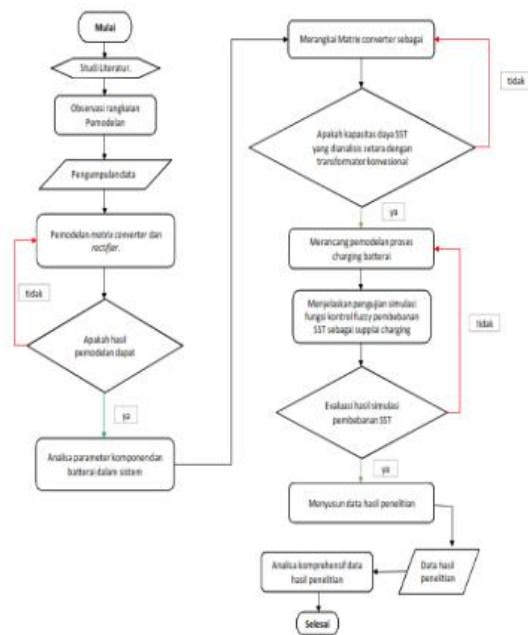 Mulai
Studi Literatur.
Observasi rangkaian
Pemodelan
Pengumpulan data
Pemodelan matrix converter dan
rectifier.
tidak
Apakah hasil
pemodelan dapat
ya
Analisa parameter komponen dan
batterai dalam sistem
Merangkai Matrix converter sebagai
tidak
Apakah kapasitas daya SST
yang dianalisis setara dengan
transformator konvesional
ya
Merancang pemodelan proses
charging batterai
Menjelaskan pengujian simulasi
fungsi kontrol fuzzy pembebanan
SST sebagai supplai charging
tidak
Evaluasi hasil simulasi
pembebanan SST
ya
Menyusun data hasil penelitian
Data hasil
penelitian
Analisa komprehensif data
hasil penelitian
Selesai